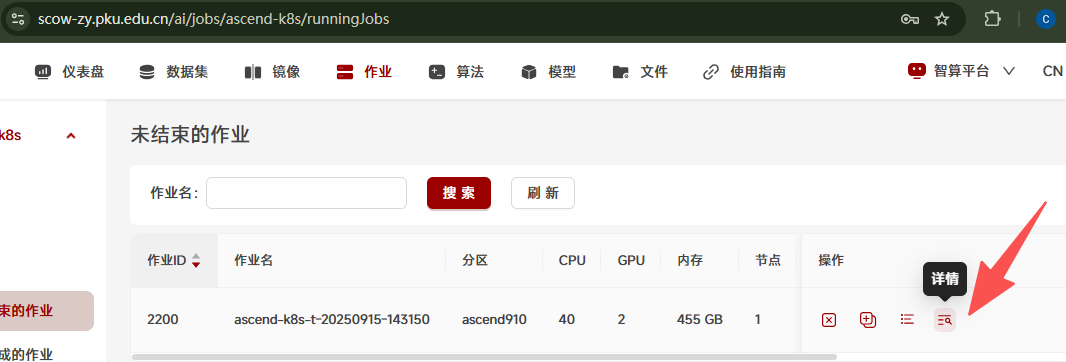 scow-zy.pku.edu.cn/ai/jobs/ascend-k8s/runningJobs
C
仪表盘 数据集 镜像 作业 算法 模型 文件 使用指南 智算平台 CN
k8s
未结束的作业
作业名: 搜 索 刷 新
作业ID 作业名 分区 CPU GPU 内存 节点 操作
详情
束的作业
2200 ascend-k8s-t-20250915-143150 ascend910 40 2 455 GB 1
成的作业